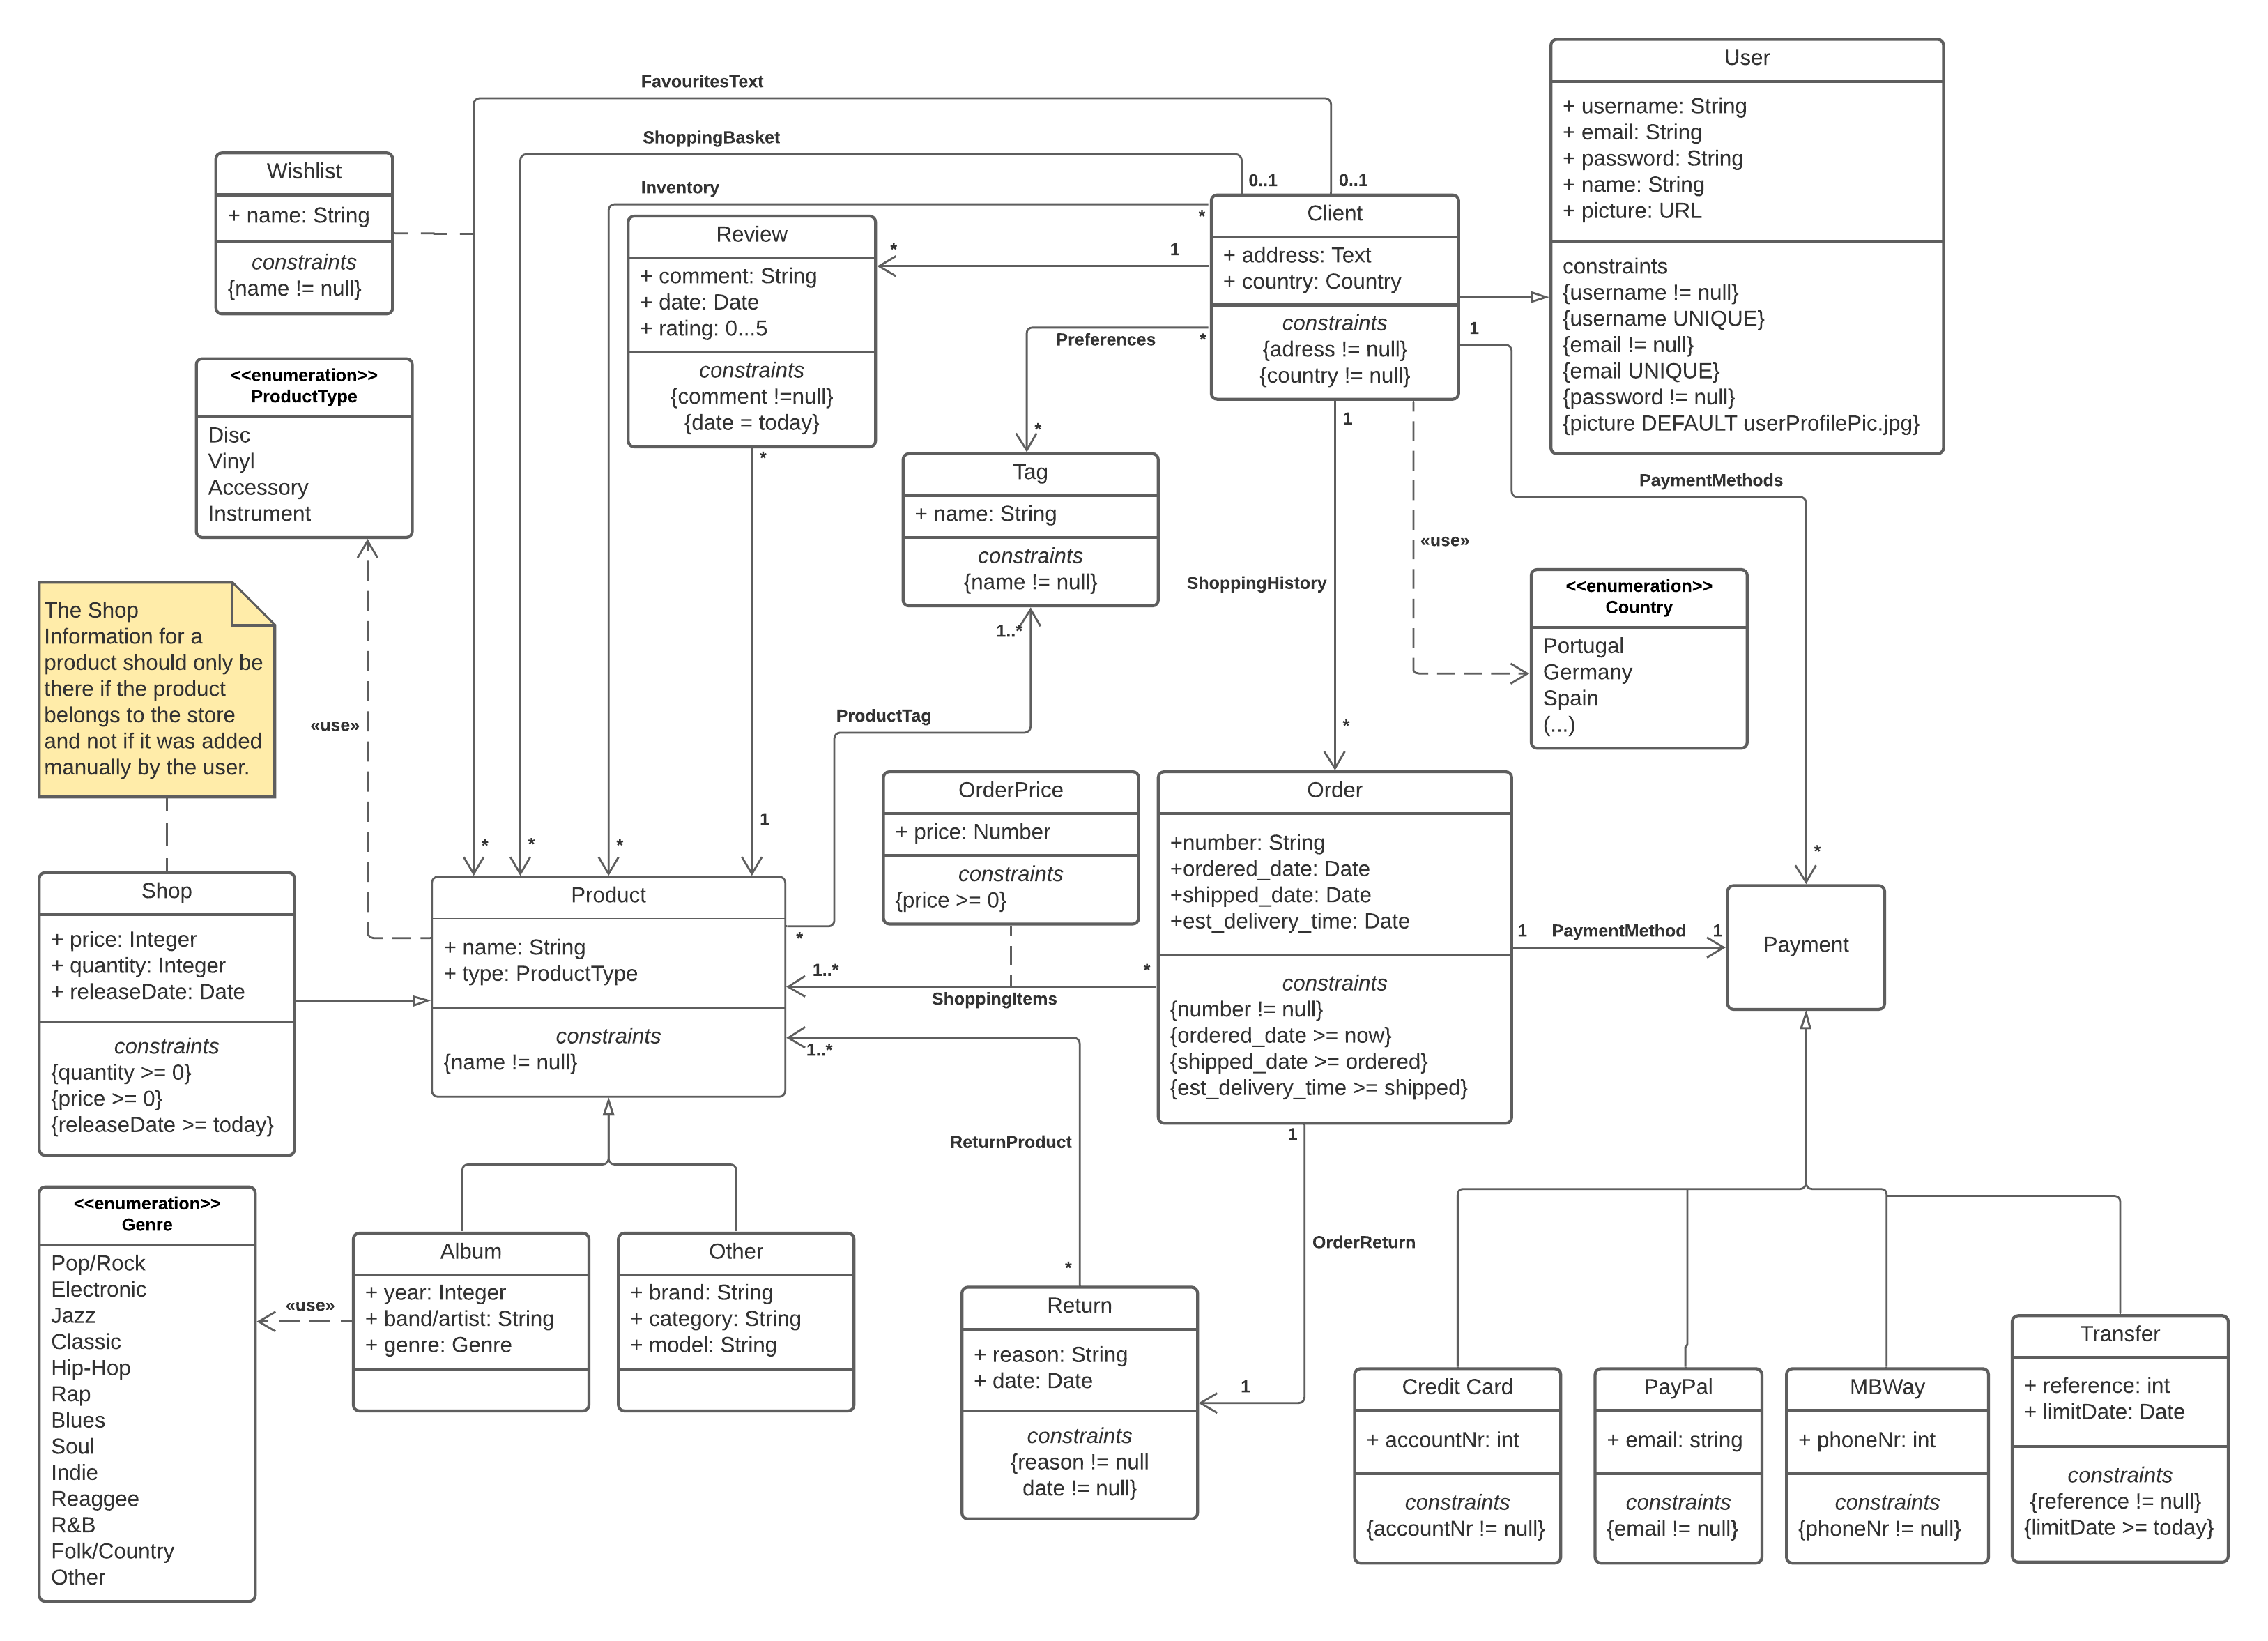 FavouritesText
ShoppingBasket
Inventory
0..1
0..1
*
Wishlist
+ name: String
constraints
{name != null}
Review
+ comment: String
+ date: Date
+ rating: 0...5
constraints
{comment !=null}
{date = today}
*
1
Client
+ address: Text
+ country: Country
constraints
{adress != null}
{country != null}
User
+ username: String
+ email: String
+ password: String
+ name: String
+ picture: URL
constraints
{username != null}
{username UNIQUE}
{email != null}
{email UNIQUE}
{password != null}
{picture DEFAULT userProfilePic.jpg}
1
Preferences
*
*
1
*
PaymentMethods
<<enumeration>>
ProductType
Disc
Vinyl
Accessory
Instrument
Tag
+ name: String
constraints
{name != null}
1..*
«use»
ShoppingHistory
<<enumeration>>
Country
Portugal
Germany
Spain
(...)
The Shop
Information for a
product should only be
there if the product
belongs to the store
and not if it was added
manually by the user.
«use»
ProductTag
*
*
*
*
*
1
*
Shop
+ price: Integer
+ quantity: Integer
+ releaseDate: Date
constraints
{quantity >= 0}
{price >= 0}
{releaseDate >= today}
Product
+ name: String
+ type: ProductType
constraints
{name != null}
*
OrderPrice
+ price: Number
constraints
{price >= 0}
1..*
*
ShoppingItems
1..*
Order
+number: String
+ordered_date: Date
+shipped_date: Date
+est_delivery_time: Date
constraints
{number != null}
{ordered_date >= now}
{shipped_date >= ordered}
{est_delivery_time >= shipped}
1
PaymentMethod
1
Payment
ReturnProduct
1
*
OrderReturn
1
<<enumeration>>
Genre
Pop/Rock
Electronic
Jazz
Classic
Hip-Hop
Rap
Blues
Soul
Indie
Reaggee
R&B
Folk/Country
Other
«use»
Album
+ year: Integer
+ band/artist: String
+ genre: Genre
Other
+ brand: String
+ category: String
+ model: String
Return
+ reason: String
+ date: Date
constraints
{reason != null
date != null}
Credit Card
+ accountNr: int
constraints
{accountNr != null}
PayPal
+ email: string
constraints
{email != null}
MBWay
+ phoneNr: int
constraints
{phoneNr != null}
Transfer
+ reference: int
+ limitDate: Date
constraints
{reference != null}
{limitDate >= today}